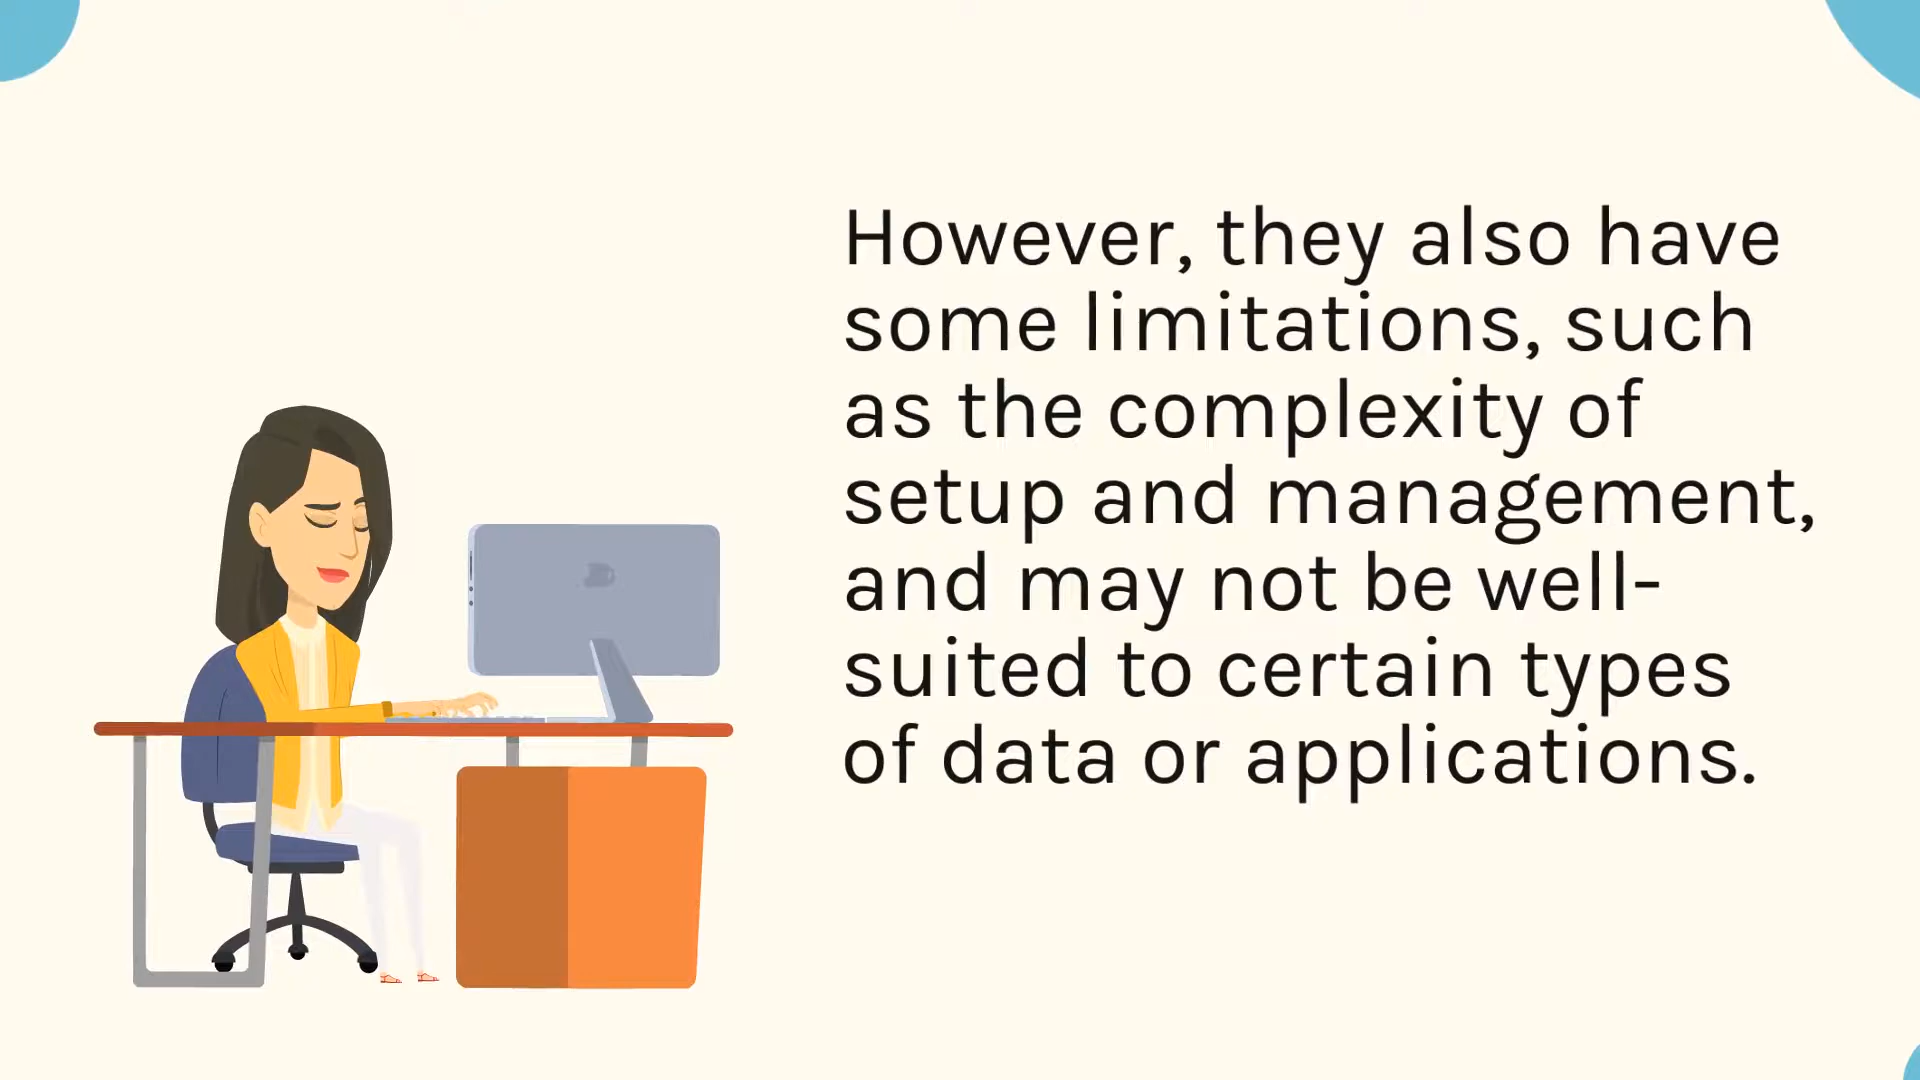 However, they also have
some limitations, such
as the complexity of
setup and management,
and may not be well-
suited to certain types
of data or applications.